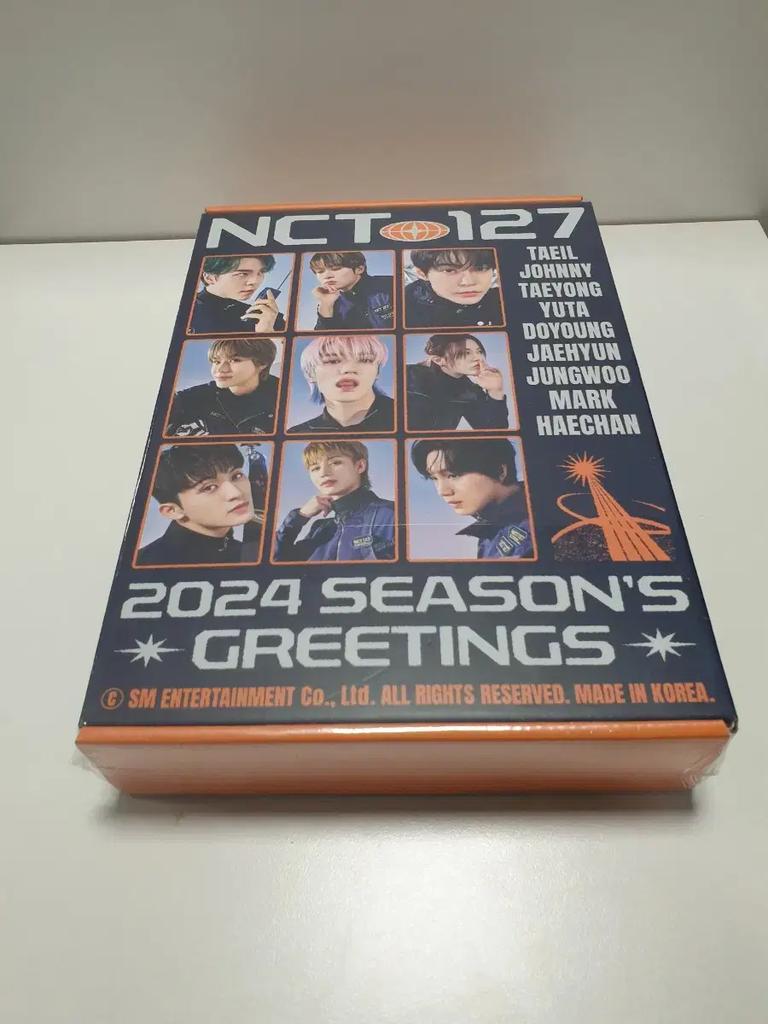 NCT 127
TAEIL
JOHNNY
TAEYONG
YUTA
DOYOUNG
JAEHYUN
JUNGWOO
MARK
HAECHAN
2024 SEASON'S
GREETINGS
© SM ENTERTAINMENT Co., Ltd. ALL RIGHTS RESERVED. MADE IN KOREA.